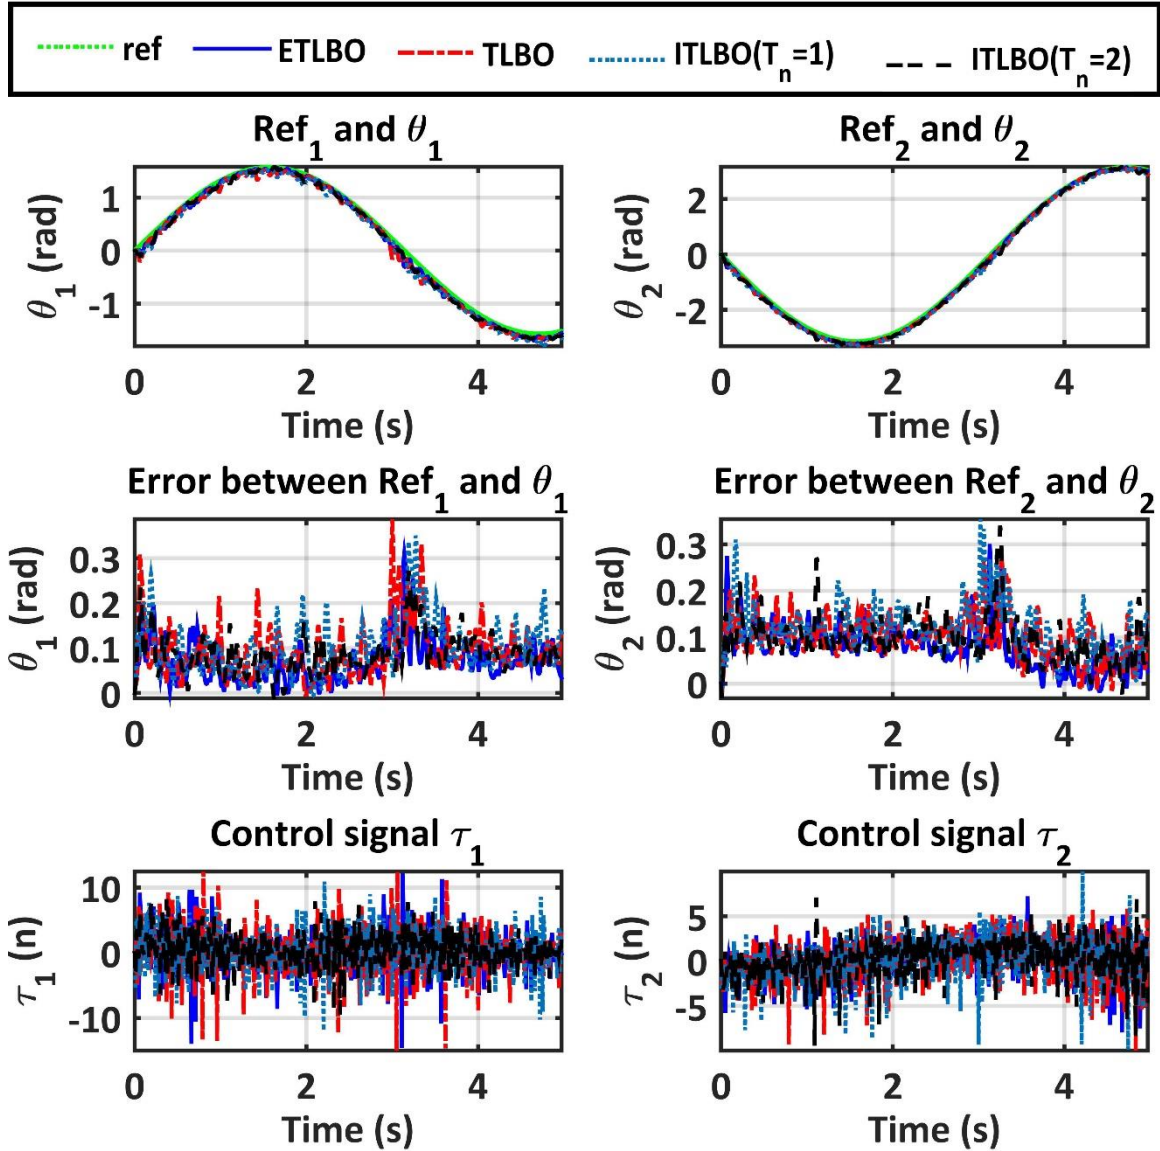 ref ETLBO TLBO ITLBO(T_n=1) ITLBO(T_n=2)
Ref_1 and θ_1 Ref_2 and θ_2
θ_1 (rad)
1
0
-1
0 2 4
Time (s)
θ_2 (rad)
2
0
-2
0 2 4
Time (s)
Error between Ref_1 and θ_1 Error between Ref_2 and θ_2
θ_1 (rad)
0.3
0.2
0.1
0
0 2 4
Time (s)
θ_2 (rad)
0.3
0.2
0.1
0
0 2 4
Time (s)
Control signal τ_1 Control signal τ_2
τ_1 (n)
10
0
-10
0 2 4
Time (s)
τ_2 (n)
5
0
-5
0 2 4
Time (s)